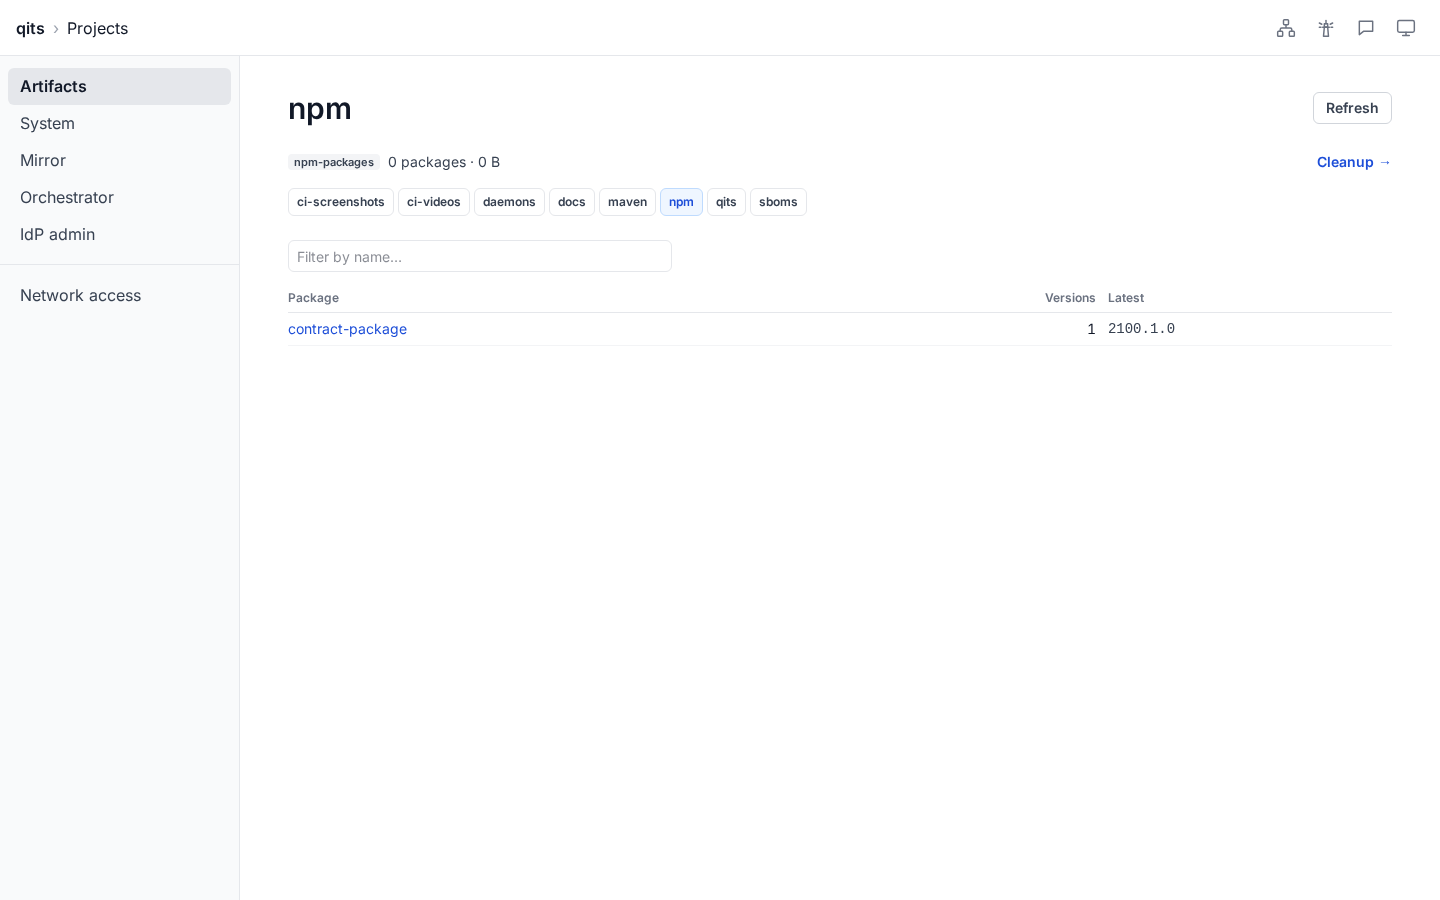 qits › Projects
Artifacts
System
Mirror
Orchestrator
IdP admin
Network access
npm
Refresh
npm-packages 0 packages · 0 B
Cleanup →
ci-screenshots ci-videos daemons docs maven npm qits sboms
Filter by name...
Package Versions Latest
contract-package 1 2100.1.0